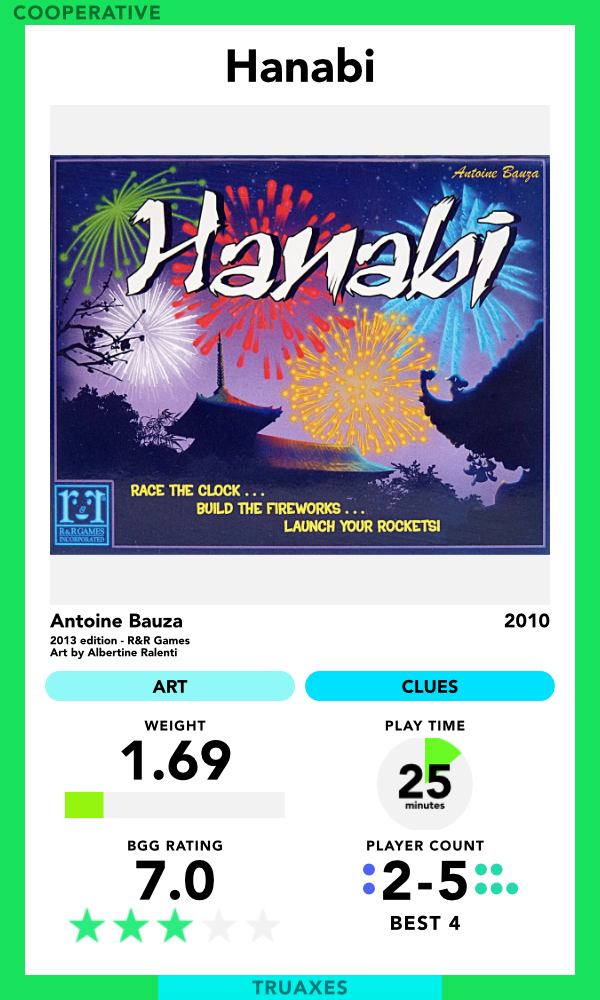 COOPERATIVE
Hanabi
Antoine Bauza
Hanabi
RACE THE CLOCK . . .
BUILD THE FIREWORKS . . .
LAUNCH YOUR ROCKETS!
r&r
R&R GAMES
INCORPORATED
Antoine Bauza
2010
2013 edition - R&R Games
Art by Albertine Ralenti
ART
CLUES
WEIGHT
1.69
PLAY TIME
25
minutes
BGG RATING
7.0
PLAYER COUNT
2-5
BEST 4
TRUAXES